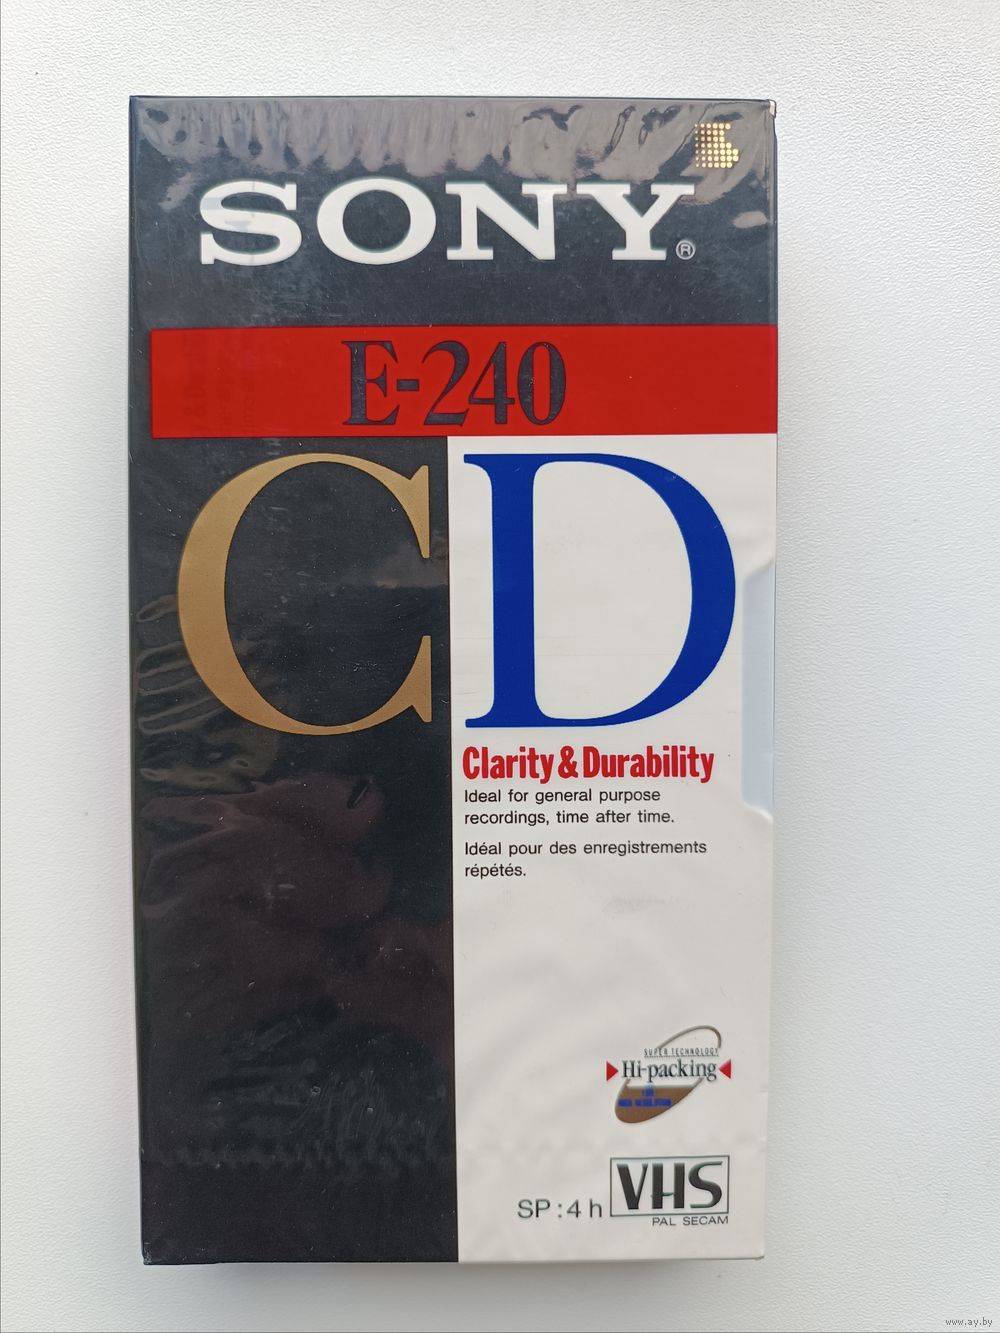 SONY®
E-240
CD
Clarity & Durability
Ideal for general purpose
recordings, time after time.
Idéal pour des enregistrements
répétés.
SUPER TECHNOLOGY
Hi-packing
FOR
SP : 4 h
VHS
PAL SECAM
www.ay.by